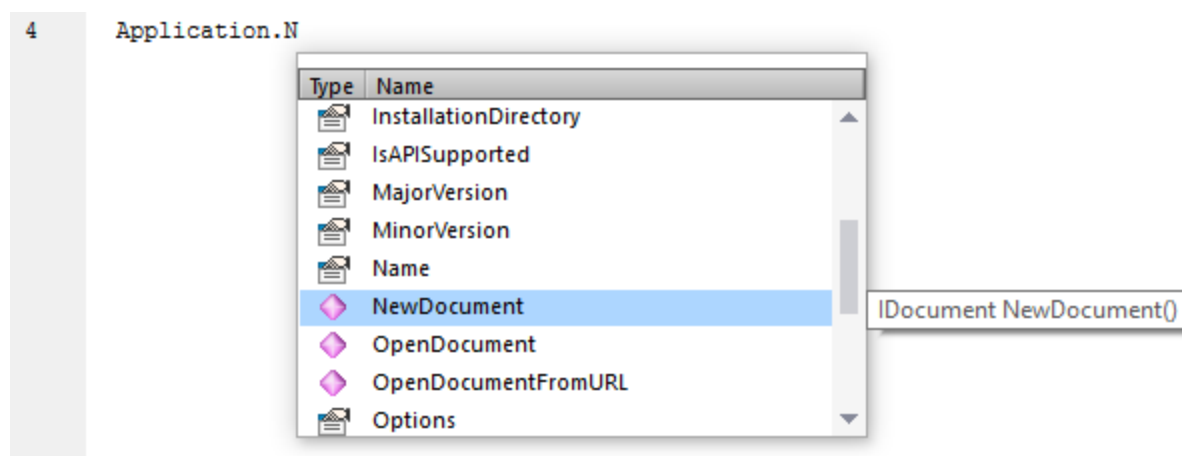 4 Application.N
Type Name
InstallationDirectory
IsAPISupported
MajorVersion
MinorVersion
Name
NewDocument
IDocument NewDocument()
OpenDocument
OpenDocumentFromURL
Options